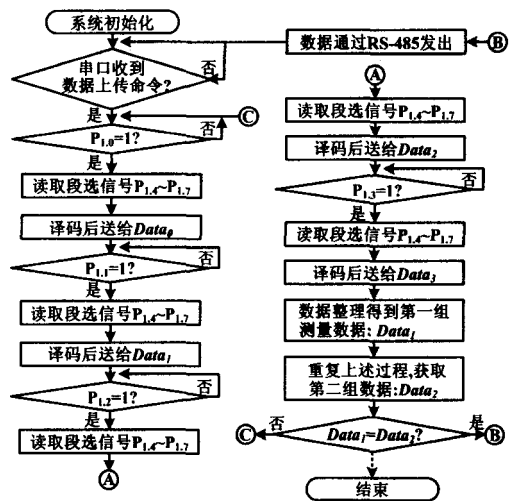 系统初始化
串口收到
数据上传命令?
否
是
Ⓒ
P1.0=1?
否
是
读取段选信号P1.4~P1.7
译码后送给Data0
P1.1=1?
否
是
读取段选信号P1.4~P1.7
译码后送给Data1
P1.2=1?
否
是
读取段选信号P1.4~P1.7
Ⓐ
数据通过RS-485发出
Ⓑ
Ⓐ
读取段选信号P1.4~P1.7
译码后送给Data2
P1.3=1?
否
是
读取段选信号P1.4~P1.7
译码后送给Data3
数据整理得到第一组
测量数据: Data1
重复上述过程,获取
第二组数据:Data2
否
是
Ⓒ
Data1=Data2?
Ⓑ
结束